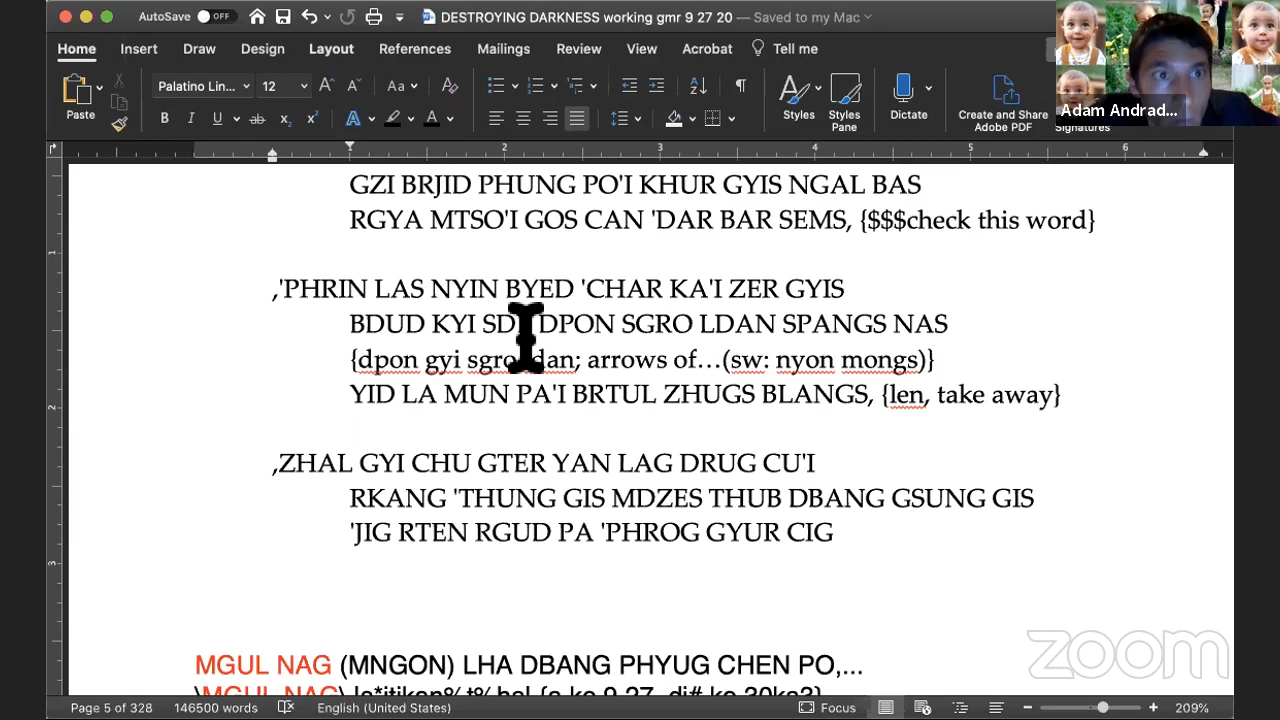 AutoSave OFF DESTROYING DARKNESS working gmr 9 27 20 — Saved to my Mac
Home Insert Draw Design Layout References Mailings Review View Acrobat Tell me
Palatino Lin... 12
Paste Styles Styles Pane Dictate Create and Share Adobe PDF Signatures
Adam Andrad...
2 3 4 5 6
GZI BRJID PHUNG PO'I KHUR GYIS NGAL BAS
RGYA MTSO'I GOS CAN 'DAR BAR SEMS, {$$$check this word}
,'PHRIN LAS NYIN BYED 'CHAR KA'I ZER GYIS
BDUD KYI DPON SGRO LDAN SPANGS NAS
{dpon gyi sgro ldan; arrows of…(sw: nyon mongs)}
YID LA MUN PA'I BRTUL ZHUGS BLANGS, {len, take away}
,ZHAL GYI CHU GTER YAN LAG DRUG CU'I
RKANG 'THUNG GIS MDZES THUB DBANG GSUNG GIS
'JIG RTEN RGUD PA 'PHROG GYUR CIG
MGUL NAG (MNGON) LHA DBANG PHYUG CHEN PO,...
zoom
Page 5 of 328 146500 words English (United States) Focus 209%